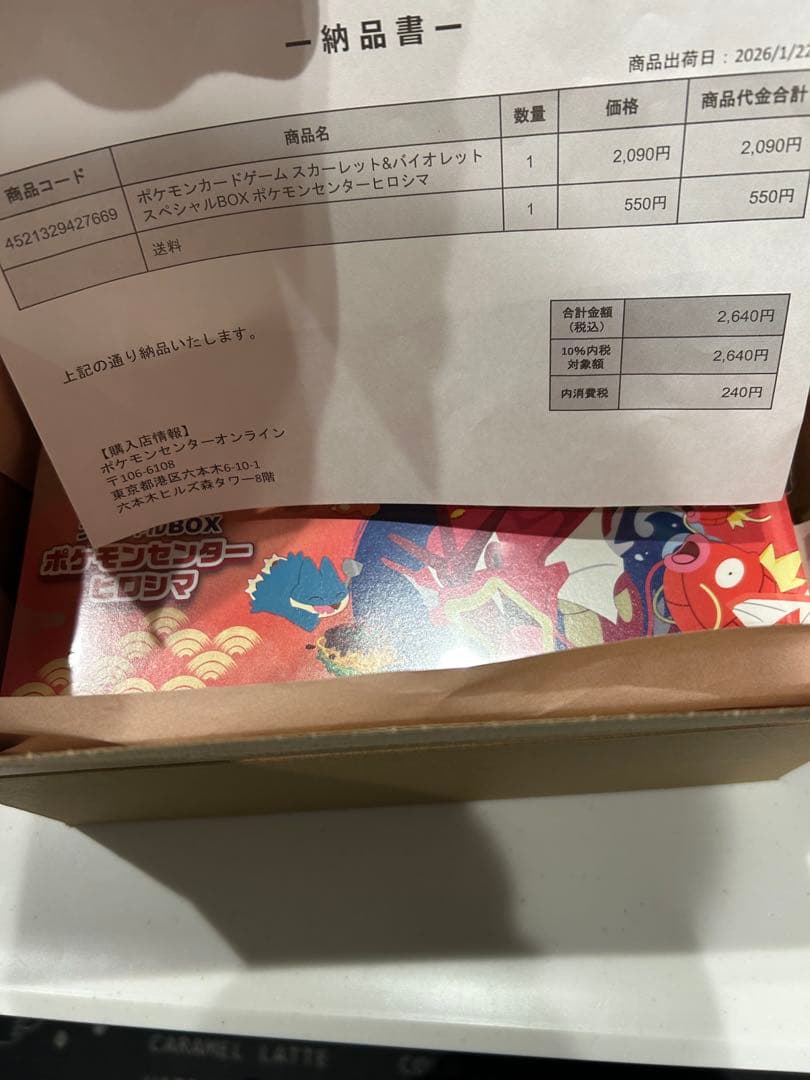 ー納品書ー
商品出荷日：2026/1/22
商品コード 商品名 数量 価格 商品代金合計
4521329427669 ポケモンカードゲーム スカーレット&バイオレット
スペシャルBOX ポケモンセンターヒロシマ 1 2,090円 2,090円
送料 1 550円 550円
合計金額
（税込） 2,640円
10%内税
対象額 2,640円
内消費税 240円
上記の通り納品いたします。
【購入店情報】
ポケモンセンターオンライン
〒106-6108
東京都港区六本木6-10-1
六本木ヒルズ森タワー8階
スペシャルBOX
ポケモンセンター
ヒロシマ
CARAMEL LATTE